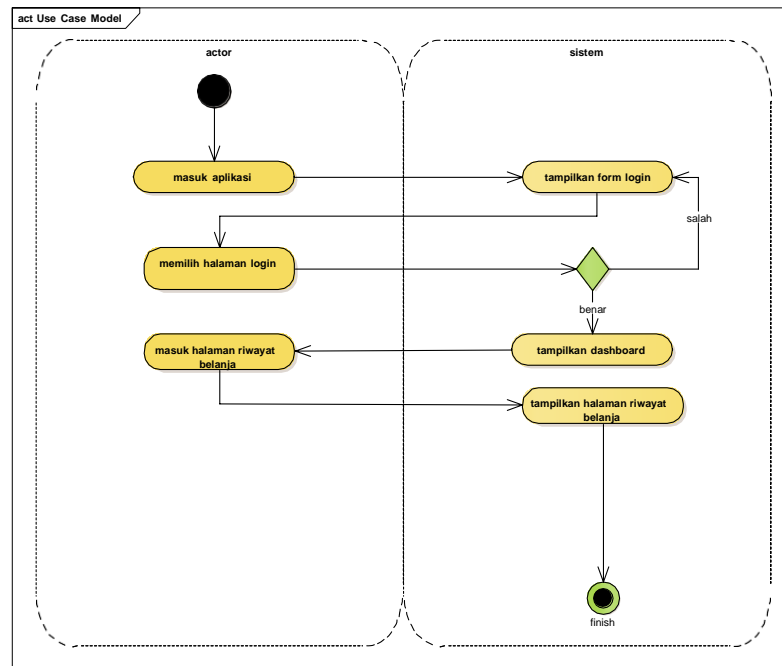 act Use Case Model
actor
sistem
masuk aplikasi
tampilkan form login
salah
memilih halaman login
benar
masuk halaman riwayat
belanja
tampilkan dashboard
tampilkan halaman riwayat
belanja
finish